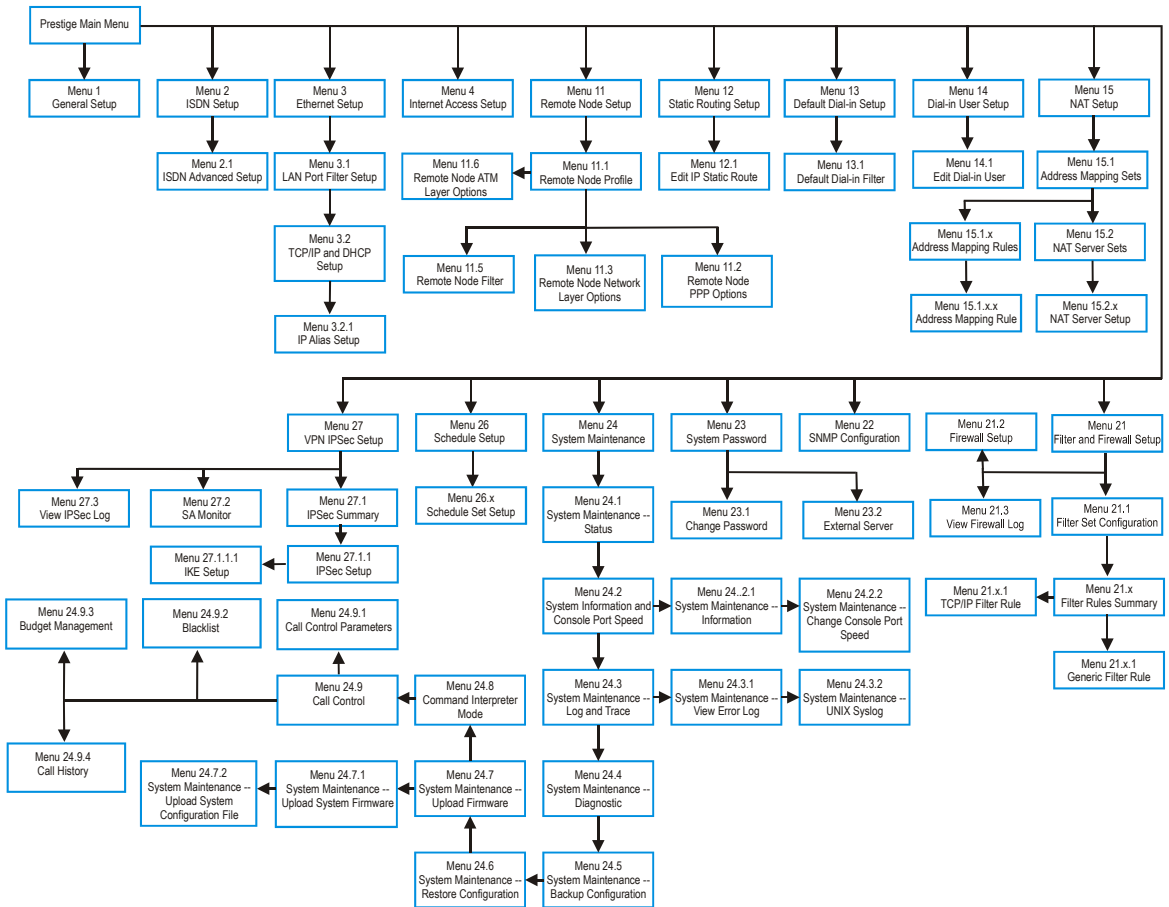 Prestige Main Menu
Menu 1
General Setup
Menu 2
ISDN Setup
Menu 3
Ethernet Setup
Menu 4
Internet Access Setup
Menu 11
Remote Node Setup
Menu 12
Static Routing Setup
Menu 13
Default Dial-in Setup
Menu 14
Dial-in User Setup
Menu 15
NAT Setup
Menu 2.1
ISDN Advanced Setup
Menu 3.1
LAN Port Filter Setup
Menu 11.6
Remote Node ATM
Layer Options
Menu 11.1
Remote Node Profile
Menu 12.1
Edit IP Static Route
Menu 13.1
Default Dial-in Filter
Menu 14.1
Edit Dial-in User
Menu 15.1
Address Mapping Sets
Menu 3.2
TCP/IP and DHCP
Setup
Menu 11.5
Remote Node Filter
Menu 11.3
Remote Node Network
Layer Options
Menu 11.2
Remote Node
PPP Options
Menu 15.1.x
Address Mapping Rules
Menu 15.2
NAT Server Sets
Menu 3.2.1
IP Alias Setup
Menu 15.1.x.x
Address Mapping Rule
Menu 15.2.x
NAT Server Setup
Menu 27
VPN IPSec Setup
Menu 26
Schedule Setup
Menu 24
System Maintenance
Menu 23
System Password
Menu 22
SNMP Configuration
Menu 21.2
Firewall Setup
Menu 21
Filter and Firewall Setup
Menu 27.3
View IPSec Log
Menu 27.2
SA Monitor
Menu 27.1
IPSec Summary
Menu 26.x
Schedule Set Setup
Menu 24.1
System Maintenance --
Status
Menu 23.1
Change Password
Menu 23.2
External Server
Menu 21.3
View Firewall Log
Menu 21.1
Filter Set Configuration
Menu 27.1.1.1
IKE Setup
Menu 27.1.1
IPSec Setup
Menu 24.9.3
Budget Management
Menu 24.9.2
Blacklist
Menu 24.9.1
Call Control Parameters
Menu 24.2
System Information and
Console Port Speed
Menu 24..2.1
System Maintenance --
Information
Menu 24.2.2
System Maintenance --
Change Console Port
Speed
Menu 21.x.1
TCP/IP Filter Rule
Menu 21.x
Filter Rules Summary
Menu 21.x.1
Generic Filter Rule
Menu 24.9
Call Control
Menu 24.8
Command Interpreter
Mode
Menu 24.3
System Maintenance --
Log and Trace
Menu 24.3.1
System Maintenance --
View Error Log
Menu 24.3.2
System Maintenance --
UNIX Syslog
Menu 24.9.4
Call History
Menu 24.7.2
System Maintenance --
Upload System
Configuration File
Menu 24.7.1
System Maintenance --
Upload System Firmware
Menu 24.7
System Maintenance --
Upload Firmware
Menu 24.4
System Maintenance --
Diagnostic
Menu 24.6
System Maintenance --
Restore Configuration
Menu 24.5
System Maintenance --
Backup Configuration